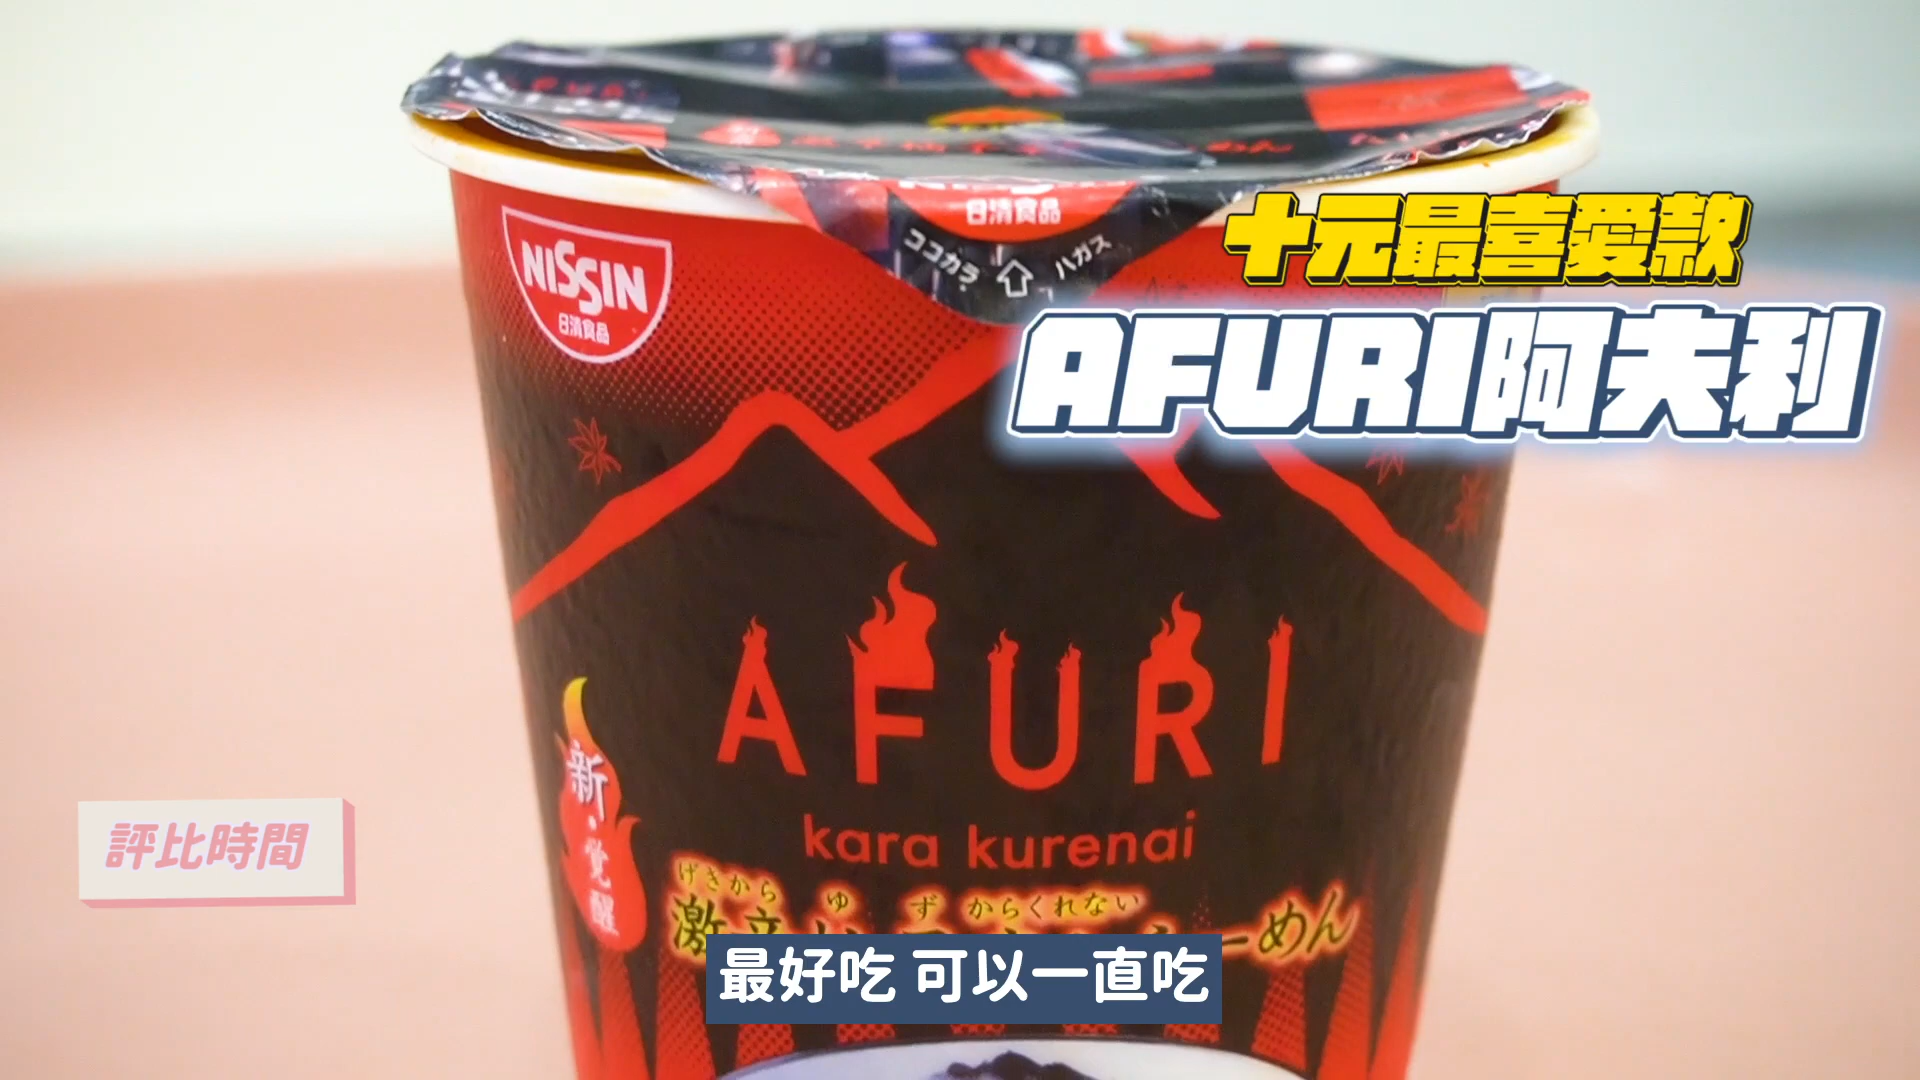 日清食品
ココカラ
ハガス
NISSIN
日清食品
十元最喜愛款
AFURI阿夫利
AFURI
kara kurenai
新・覚醒
評比時間
げきから ゆず からくれない
激辛
らーめん
最好吃 可以一直吃